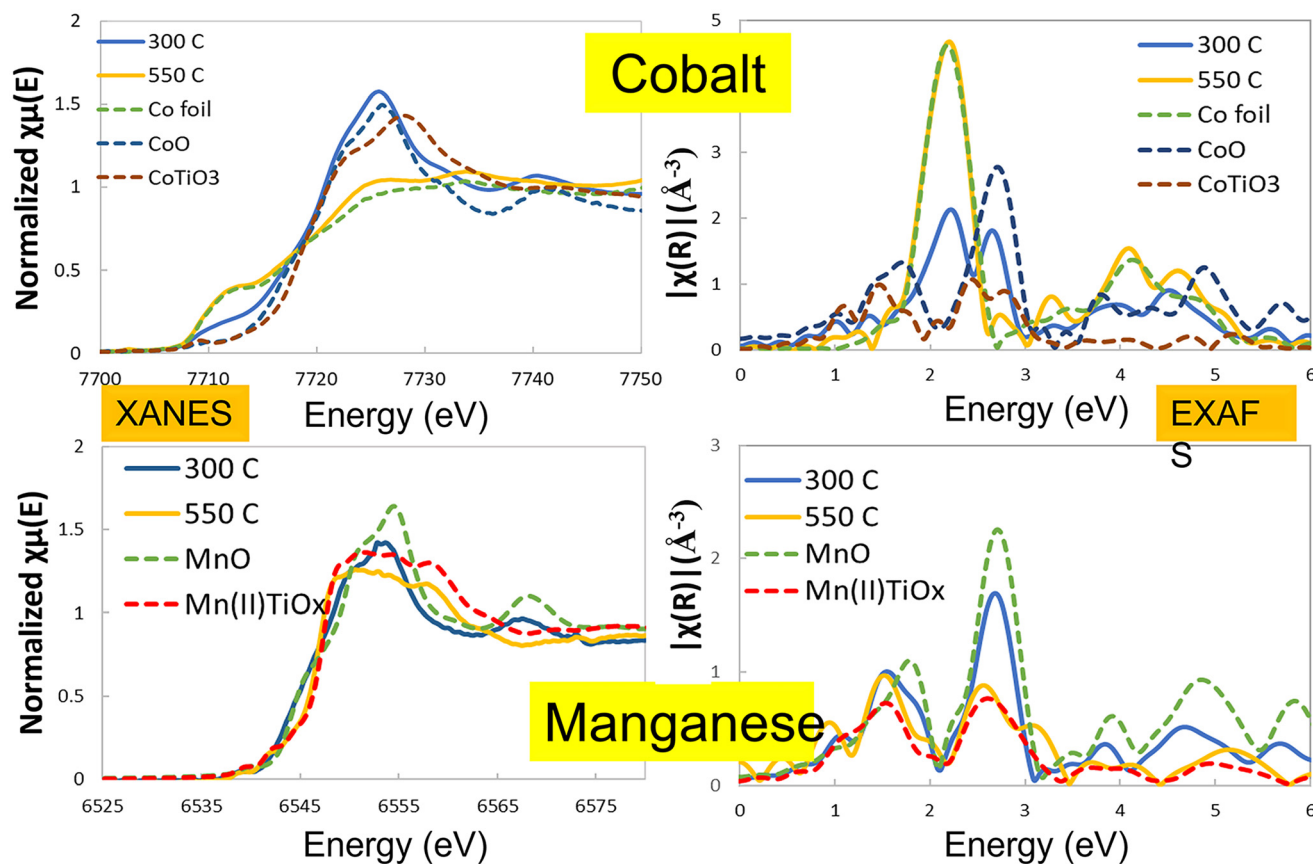 Cobalt
Normalized χμ(E)
2
1.5
1
0.5
0
300 C
550 C
Co foil
CoO
CoTiO3
7700
7710
7720
7730
7740
7750
Energy (eV)
XANES
|χ(R)|(Å-3)
5
3
2
1
0
300 C
550 C
Co foil
CoO
CoTiO3
0
1
2
3
4
5
6
Energy (eV)
EXAF
S
Normalized χμ(E)
2
1.5
1
0.5
0
300 C
550 C
MnO
Mn(II)TiOx
6525
6535
6545
6555
6565
6575
Energy (eV)
Manganese
|χ(R)|(Å-3)
3
2
1
0
300 C
550 C
MnO
Mn(II)TiOx
0
1
2
3
4
5
6
Energy (eV)